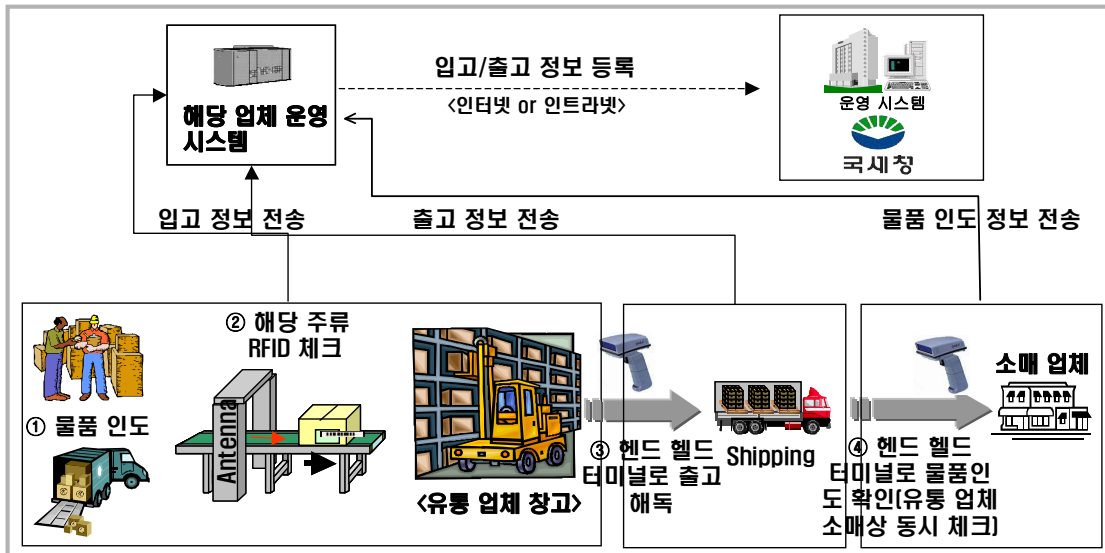 입고/출고 정보 등록
<인터넷 or 인트라넷>
해당 업체 운영
시스템
운영 시스템
국세청
입고 정보 전송
출고 정보 전송
물품 인도 정보 전송
② 해당 주류
RFID 체크
① 물품 인도
Antenna
<유통 업체 창고>
③ 헨드 헬드
터미널로 출고
해독
Shipping
소매 업체
④ 헨드 헬드
터미널로 물품인
도 확인(유통 업체
소매상 동시 체크)